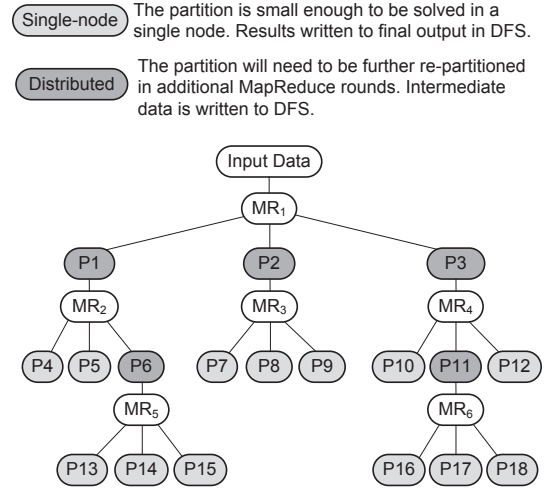 Single-node
The partition is small enough to be solved in a
single node. Results written to final output in DFS.
Distributed
The partition will need to be further re-partitioned
in additional MapReduce rounds. Intermediate
data is written to DFS.
Input Data
MR₁
P1 P2 P3
MR₂ MR₃ MR₄
P4 P5 P6 P7 P8 P9 P10 P11 P12
MR₅ MR₆
P13 P14 P15 P16 P17 P18